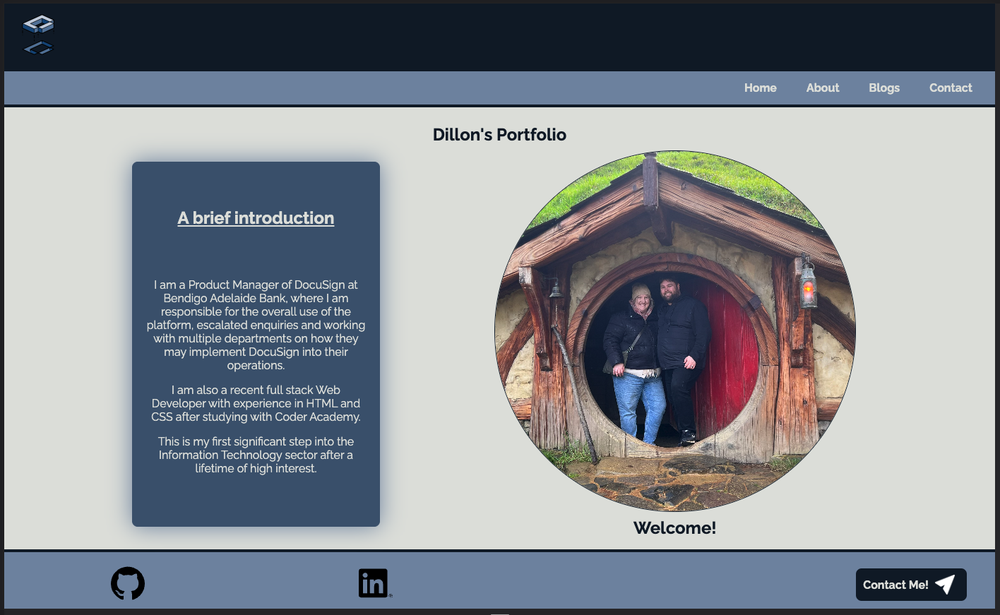 Home About Blogs Contact
Dillon's Portfolio
A brief introduction
I am a Product Manager of DocuSign at
Bendigo Adelaide Bank, where I am
responsible for the overall use of the
platform, escalated enquiries and working
with multiple departments on how they
may implement DocuSign into their
operations.
I am also a recent full stack Web
Developer with experience in HTML and
CSS after studying with Coder Academy.
This is my first significant step into the
Information Technology sector after a
lifetime of high interest.
Welcome!
in
Contact Me!